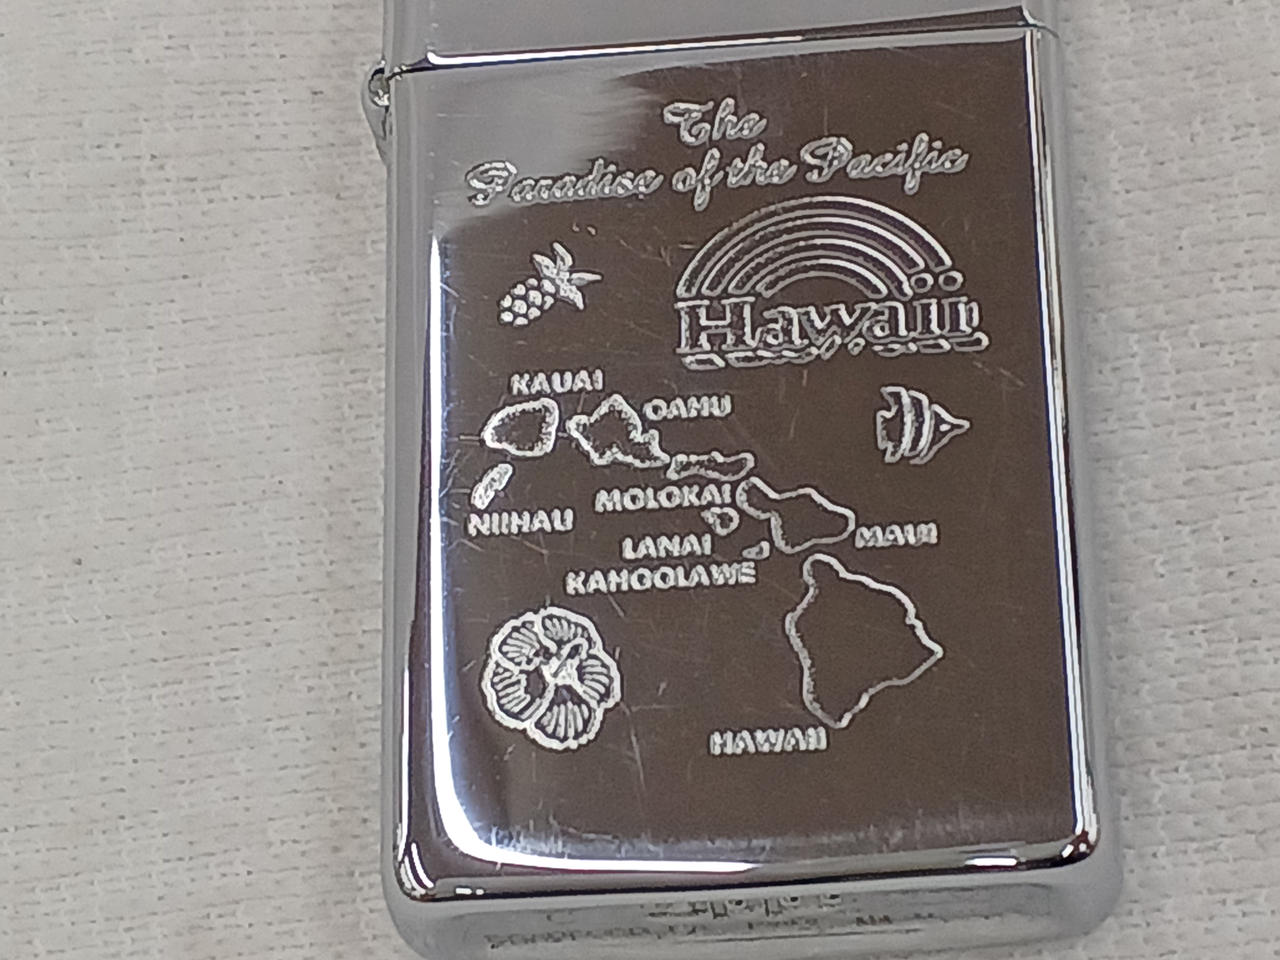 The
Paradise of the Pacific
Hawaii
KAUAI
OAHU
MOLOKAI
NIIHAU
MAUI
LANAI
KAHOOLAWE
HAWAII